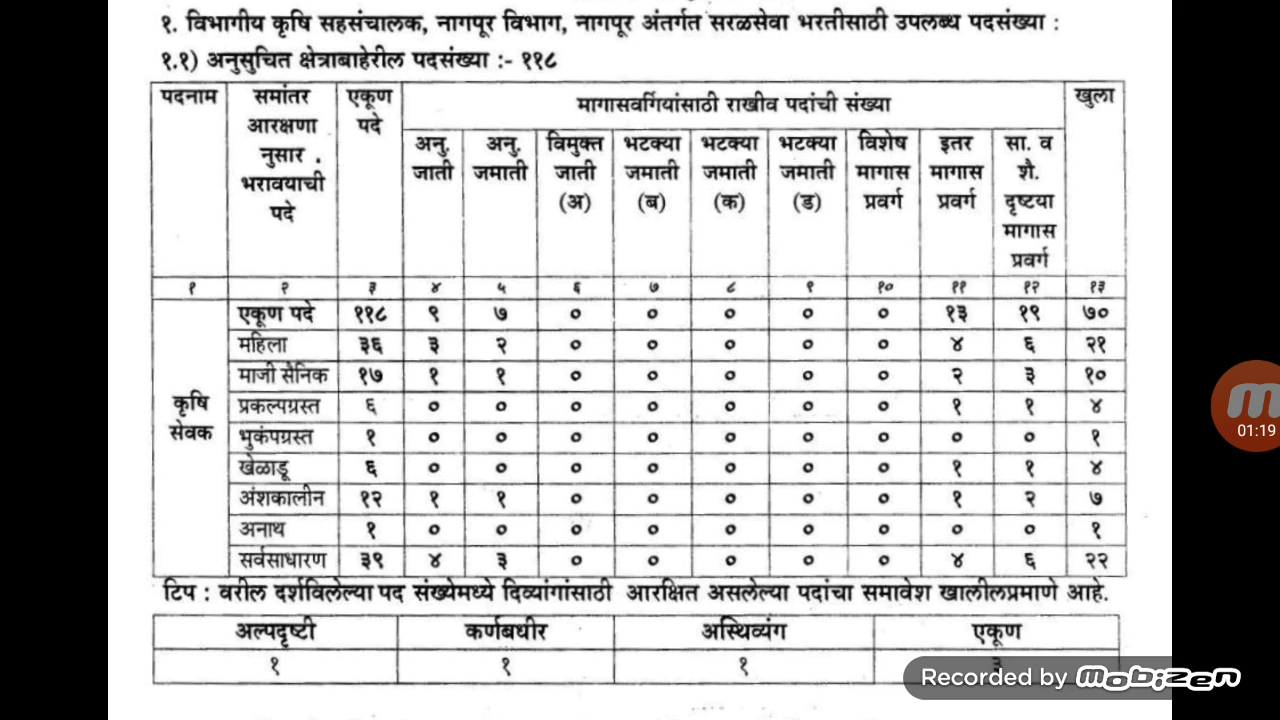 १. विभागीय कृषि सहसंचालक, नागपूर विभाग, नागपूर अंतर्गत सरळसेवा भरतीसाठी उपलब्ध पदसंख्या :
१.१) अनुसुचित क्षेत्राबाहेरील पदसंख्या :- ११८
पदनाम समांतर आरक्षणा नुसार . भरावयाची पदे एकूण पदे मागासवर्गियांसाठी राखीव पदांची संख्या खुला
अनु. जाती अनु. जमाती विमुक्त जाती (अ) भटक्या जमाती (ब) भटक्या जमाती (क) भटक्या जमाती (ड) विशेष मागास प्रवर्ग इतर मागास प्रवर्ग सा. व शै. दृष्टया मागास प्रवर्ग
१ २ ३ ४ ५ ६ ७ ८ ९ १० ११ १२ १३
कृषि सेवक
एकूण पदे ११८ ९ ७ ० ० ० ० ० १३ १९ ७०
महिला ३६ ३ २ ० ० ० ० ० ४ ६ २१
माजी सैनिक १७ १ १ ० ० ० ० ० २ ३ १०
प्रकल्पग्रस्त ६ ० ० ० ० ० ० ० १ १ ४
भुकंपग्रस्त १ ० ० ० ० ० ० ० ० ० १
खेळाडू ६ ० ० ० ० ० ० ० १ १ ४
अंशकालीन १२ १ १ ० ० ० ० ० १ २ ७
अनाथ १ ० ० ० ० ० ० ० ० ० १
सर्वसाधारण ३९ ४ ३ ० ० ० ० ० ४ ६ २२
टिप : वरील दर्शविलेल्या पद संख्येमध्ये दिव्यांगांसाठी आरक्षित असलेल्या पदांचा समावेश खालीलप्रमाणे आहे.
अल्पदृष्टी कर्णबधीर अस्थिव्यंग एकूण
१ १ १ ३
01:19
Recorded by mobizen